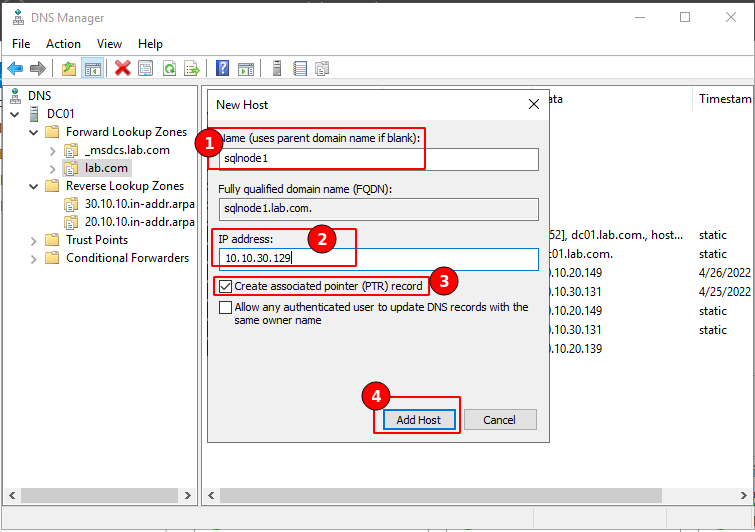 DNS Manager
File Action View Help
DNS
DC01
Forward Lookup Zones
_msdcs.lab.com
lab.com
Reverse Lookup Zones
30.10.10.in-addr.arpa
20.10.10.in-addr.arpa
Trust Points
Conditional Forwarders
New Host
1
Name (uses parent domain name if blank):
sqlnode1
Fully qualified domain name (FQDN):
sqlnode1.lab.com.
2
IP address:
10.10.30.129
3
Create associated pointer (PTR) record
Allow any authenticated user to update DNS records with the
same owner name
4
Add Host
Cancel
ata Timestam
52], dc01.lab.com., host... static
c01.lab.com. static
0.10.20.149 4/26/2022
0.10.30.131 4/25/2022
0.10.20.149 static
0.10.30.131 static
0.10.20.139